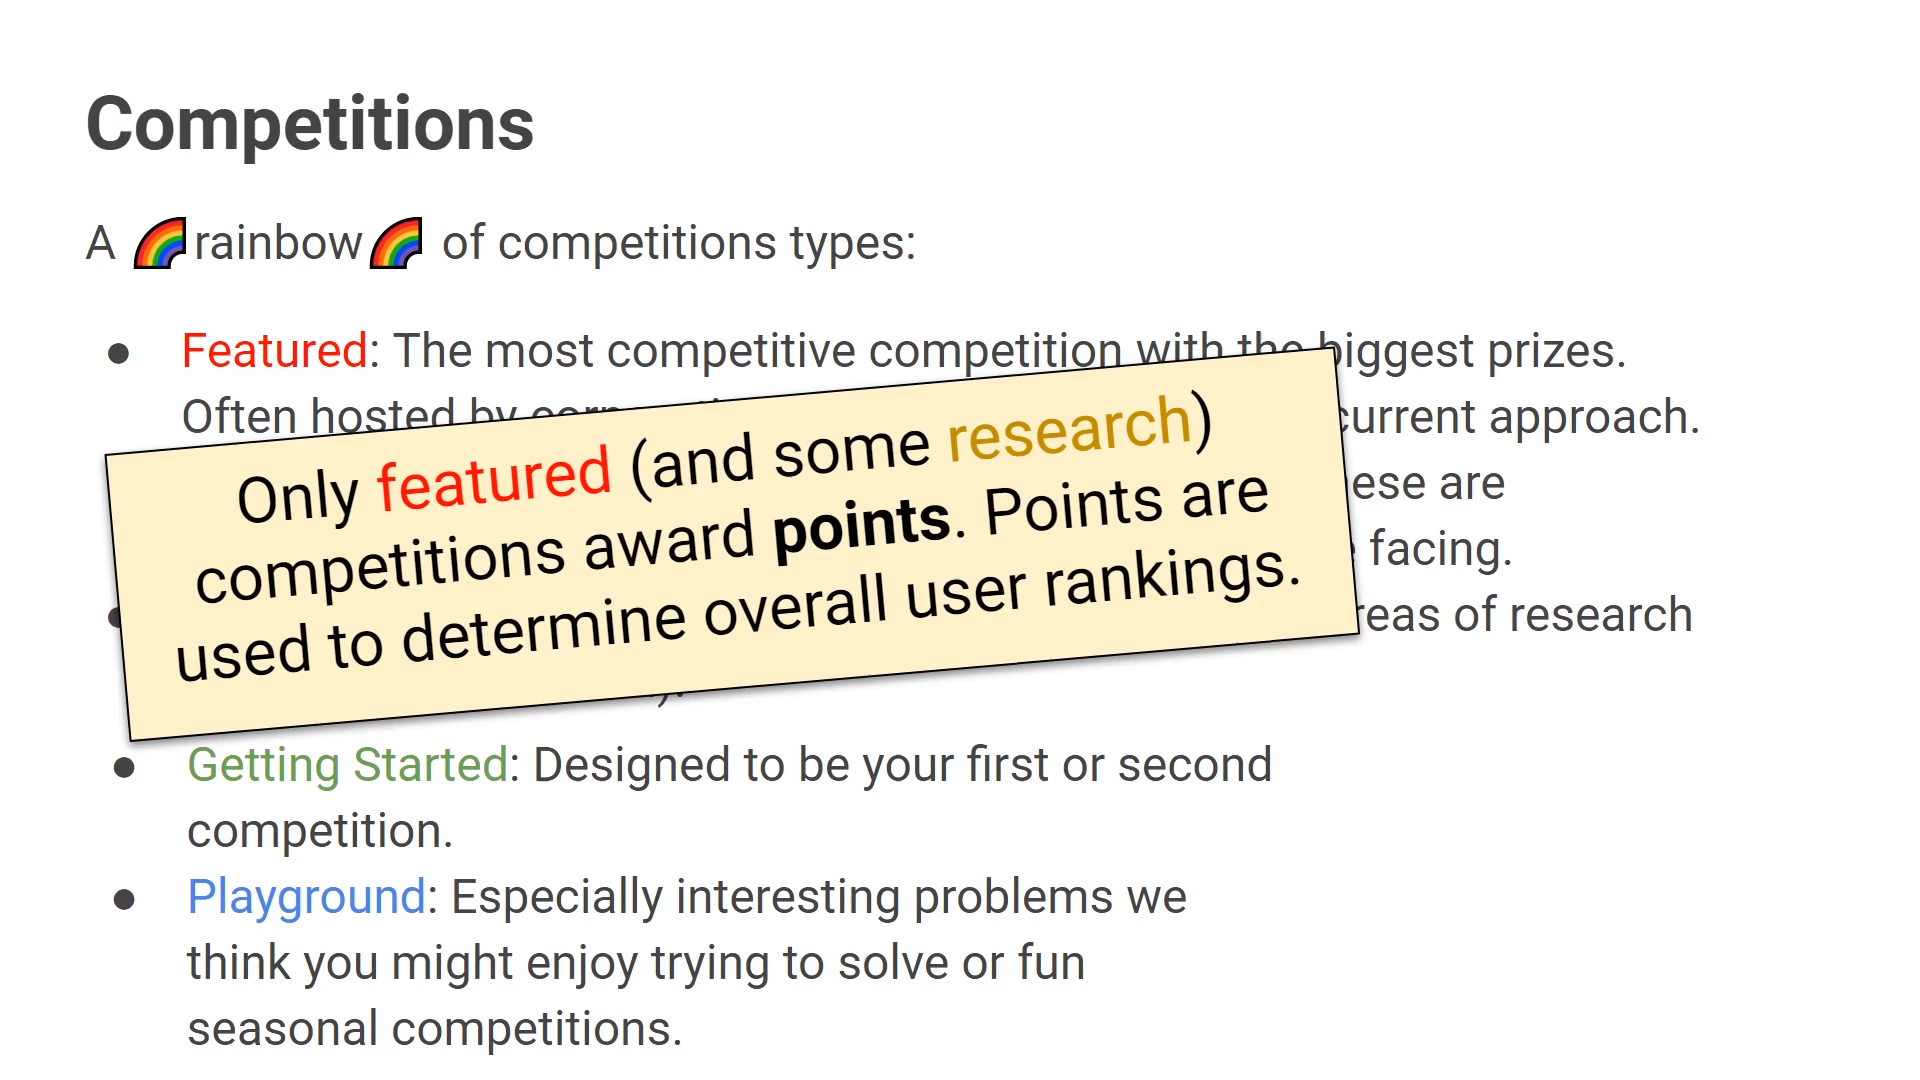 Competitions
A 🌈rainbow🌈 of competitions types:
● Featured: The most competitive competition with the biggest prizes.
Often hosted by current approach.
are
facing.
● of research
Only featured (and some research)
competitions award points. Points are
used to determine overall user rankings.
● Getting Started: Designed to be your first or second
competition.
● Playground: Especially interesting problems we
think you might enjoy trying to solve or fun
seasonal competitions.